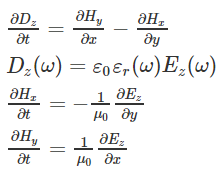 ∂D_z/∂t = ∂H_y/∂x − ∂H_x/∂y
D_z(ω) = ε_0 ε_r(ω) E_z(ω)
∂H_x/∂t = − 1/μ_0 ∂E_z/∂y
∂H_y/∂t = 1/μ_0 ∂E_z/∂x